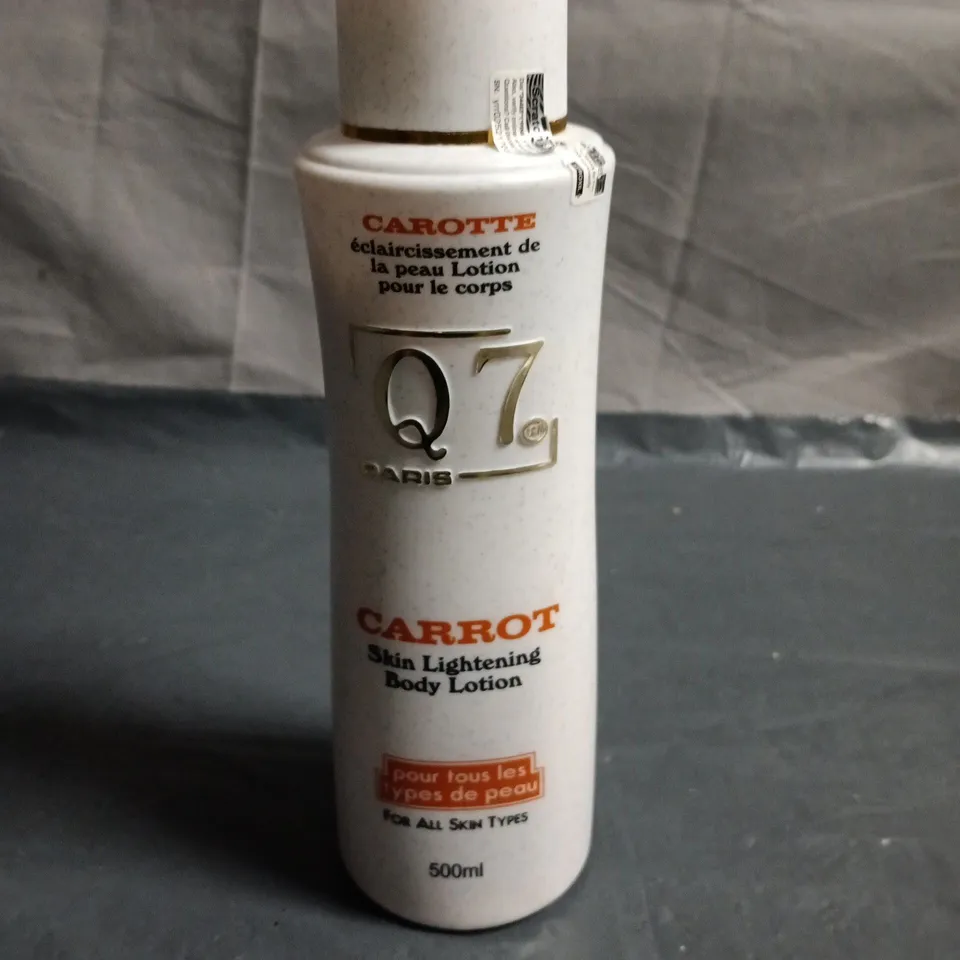 CAROTTE
éclaircissement de
la peau Lotion
pour le corps
Q7
PARIS
CARROT
Skin Lightening
Body Lotion
pour tous les
types de peau
FOR ALL SKIN TYPES
500ml